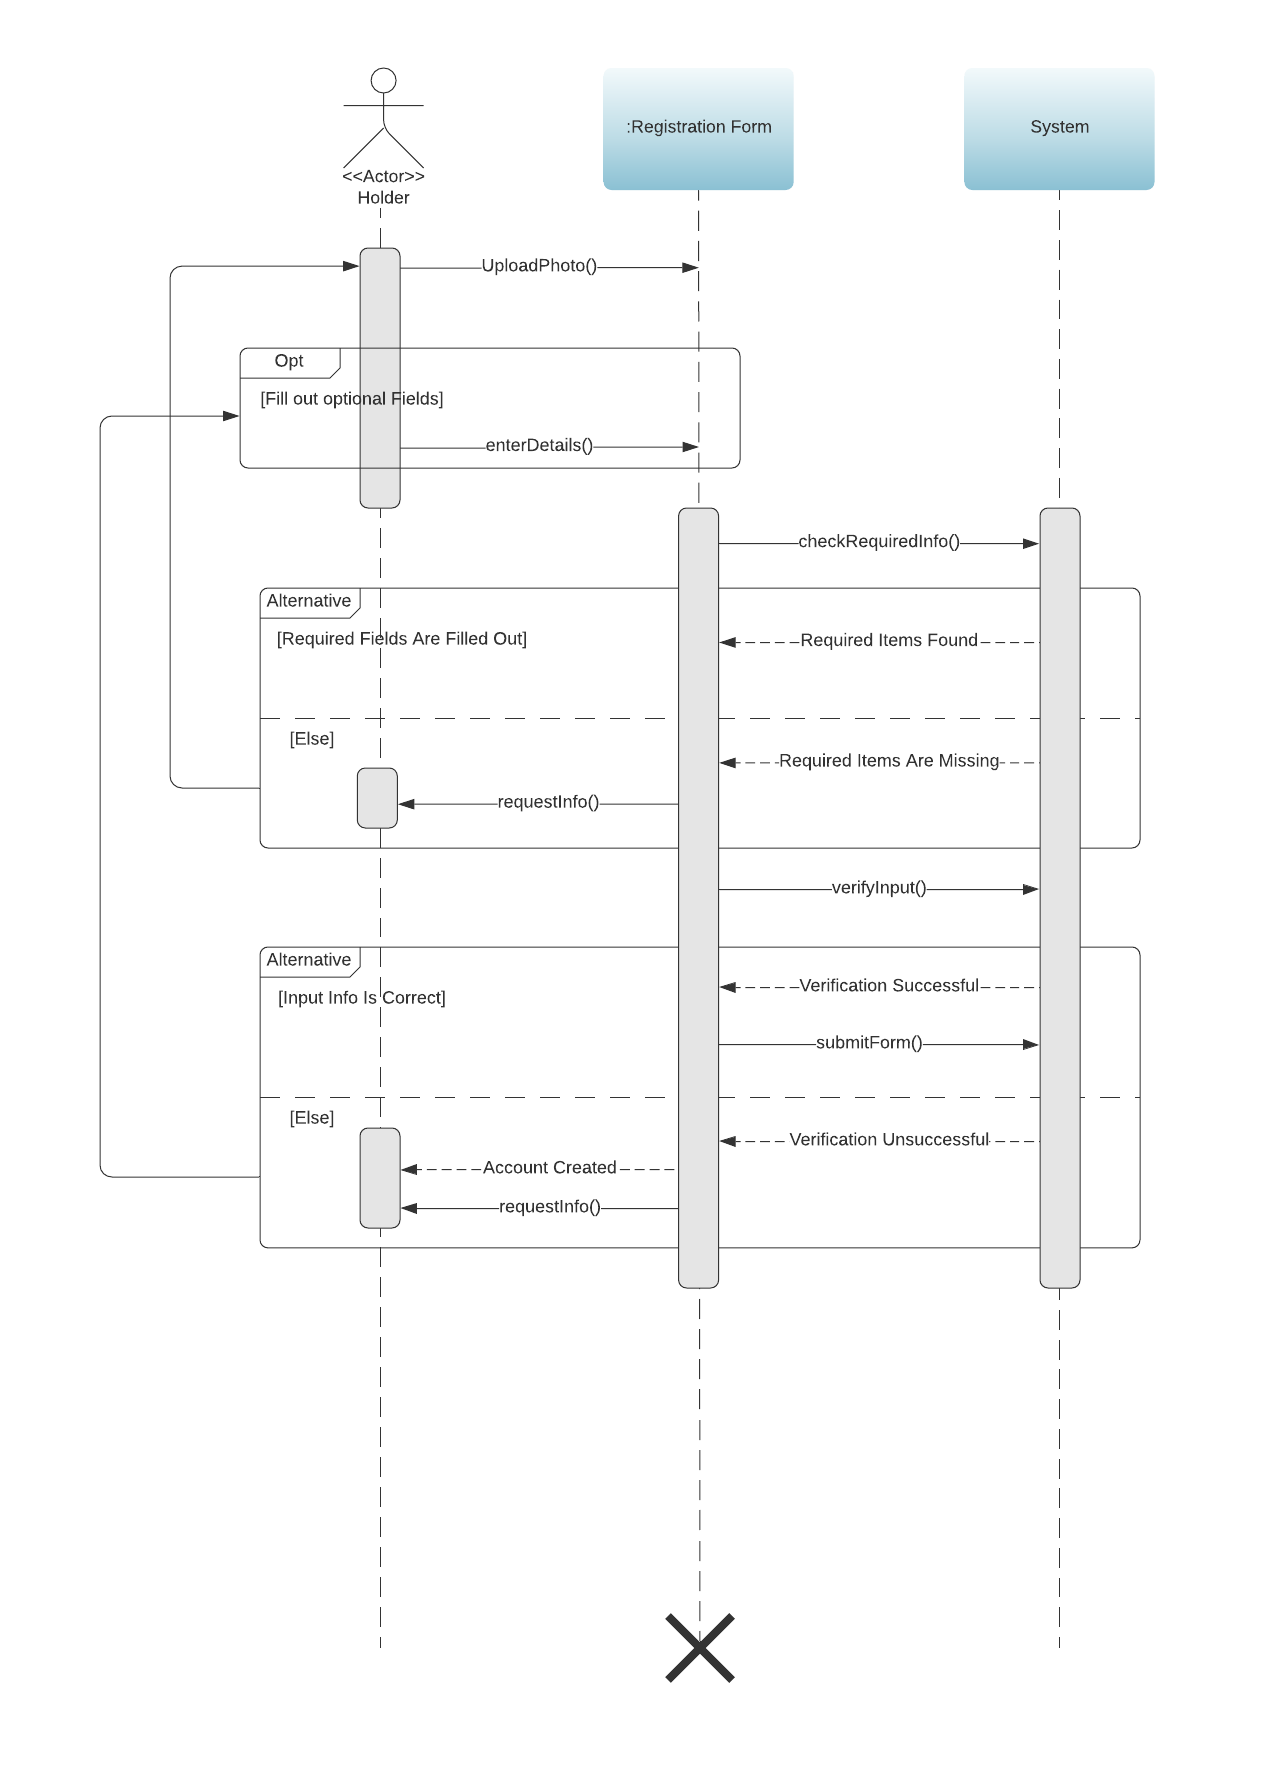 <<Actor>>
Holder
:Registration Form
System
UploadPhoto()
Opt
[Fill out optional Fields]
enterDetails()
checkRequiredInfo()
Alternative
[Required Fields Are Filled Out]
Required Items Found
[Else]
Required Items Are Missing
requestInfo()
verifyInput()
Alternative
[Input Info Is Correct]
Verification Successful
submitForm()
[Else]
Verification Unsuccessful
Account Created
requestInfo()